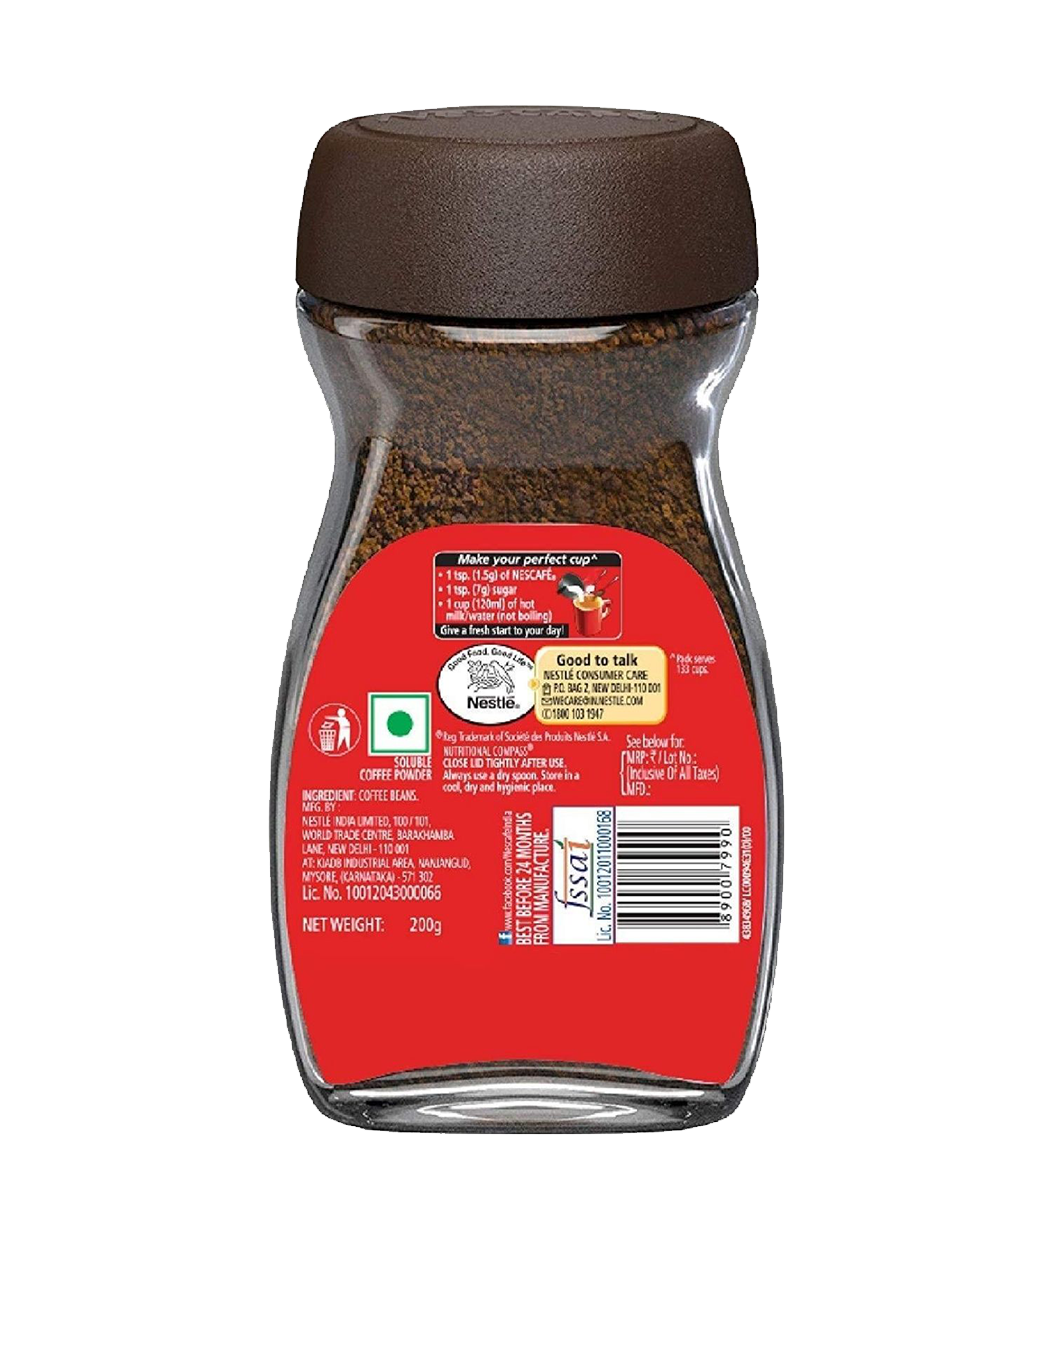 Make your perfect cup^
• 1 tsp. (1.5g) of NESCAFÉ®
• 1 tsp. (7g) sugar
• 1 cup (120ml) of hot
milk/water (not boiling)
Give a fresh start to your day!
Good Food, Good Life™
Nestlé®
Good to talk
NESTLÉ CONSUMER CARE
P.O. BAG 2, NEW DELHI-110 001
WECARE@IN.NESTLE.COM
1800 103 1947
^Pack serves
133 cups.
®Reg Trademark of Société des Produits Nestlé S.A.
NUTRITIONAL COMPASS®
CLOSE LID TIGHTLY AFTER USE.
Always use a dry spoon. Store in a
cool, dry and hygienic place.
See below for:
MRP: ₹ / Lot No.:
(Inclusive Of All Taxes)
MFD.:
SOLUBLE
COFFEE POWDER
INGREDIENT: COFFEE BEANS.
MFG. BY :
NESTLÉ INDIA LIMITED, 100 / 101,
WORLD TRADE CENTRE, BARAKHAMBA
LANE, NEW DELHI - 110 001
AT: KIADB INDUSTRIAL AREA, NANJANGUD,
MYSORE, (KARNATAKA) - 571 302
Lic. No. 10012043000066
NET WEIGHT: 200g
f www.facebook.com/NescafeIndia
BEST BEFORE 24 MONTHS
FROM MANUFACTURE.
fssai
Lic. No. 10012011000168
89007990